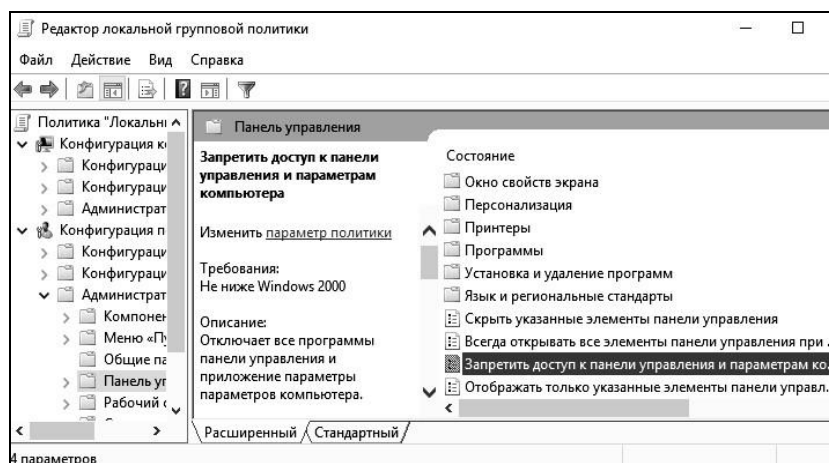 Редактор локальной групповой политики
Файл Действие Вид Справка
Политика "Локальн
Конфигурация к
Конфигураци
Конфигураци
Администрат
Конфигурация п
Конфигураци
Конфигураци
Администрат
Компонен
Меню «П
Общие па
Панель уп
Рабочий
Панель управления
Запретить доступ к панели
управления и параметрам
компьютера
Изменить параметр политики
Требования:
Не ниже Windows 2000
Описание:
Отключает все программы
панели управления и
приложение параметры
параметров компьютера.
Состояние
Окно свойств экрана
Персонализация
Принтеры
Программы
Установка и удаление программ
Язык и региональные стандарты
Скрыть указанные элементы панели управления
Всегда открывать все элементы панели управления при .
Запретить доступ к панели управления и параметрам ко.
Отображать только указанные элементы панели управл.
Расширенный Стандартный
4 параметров